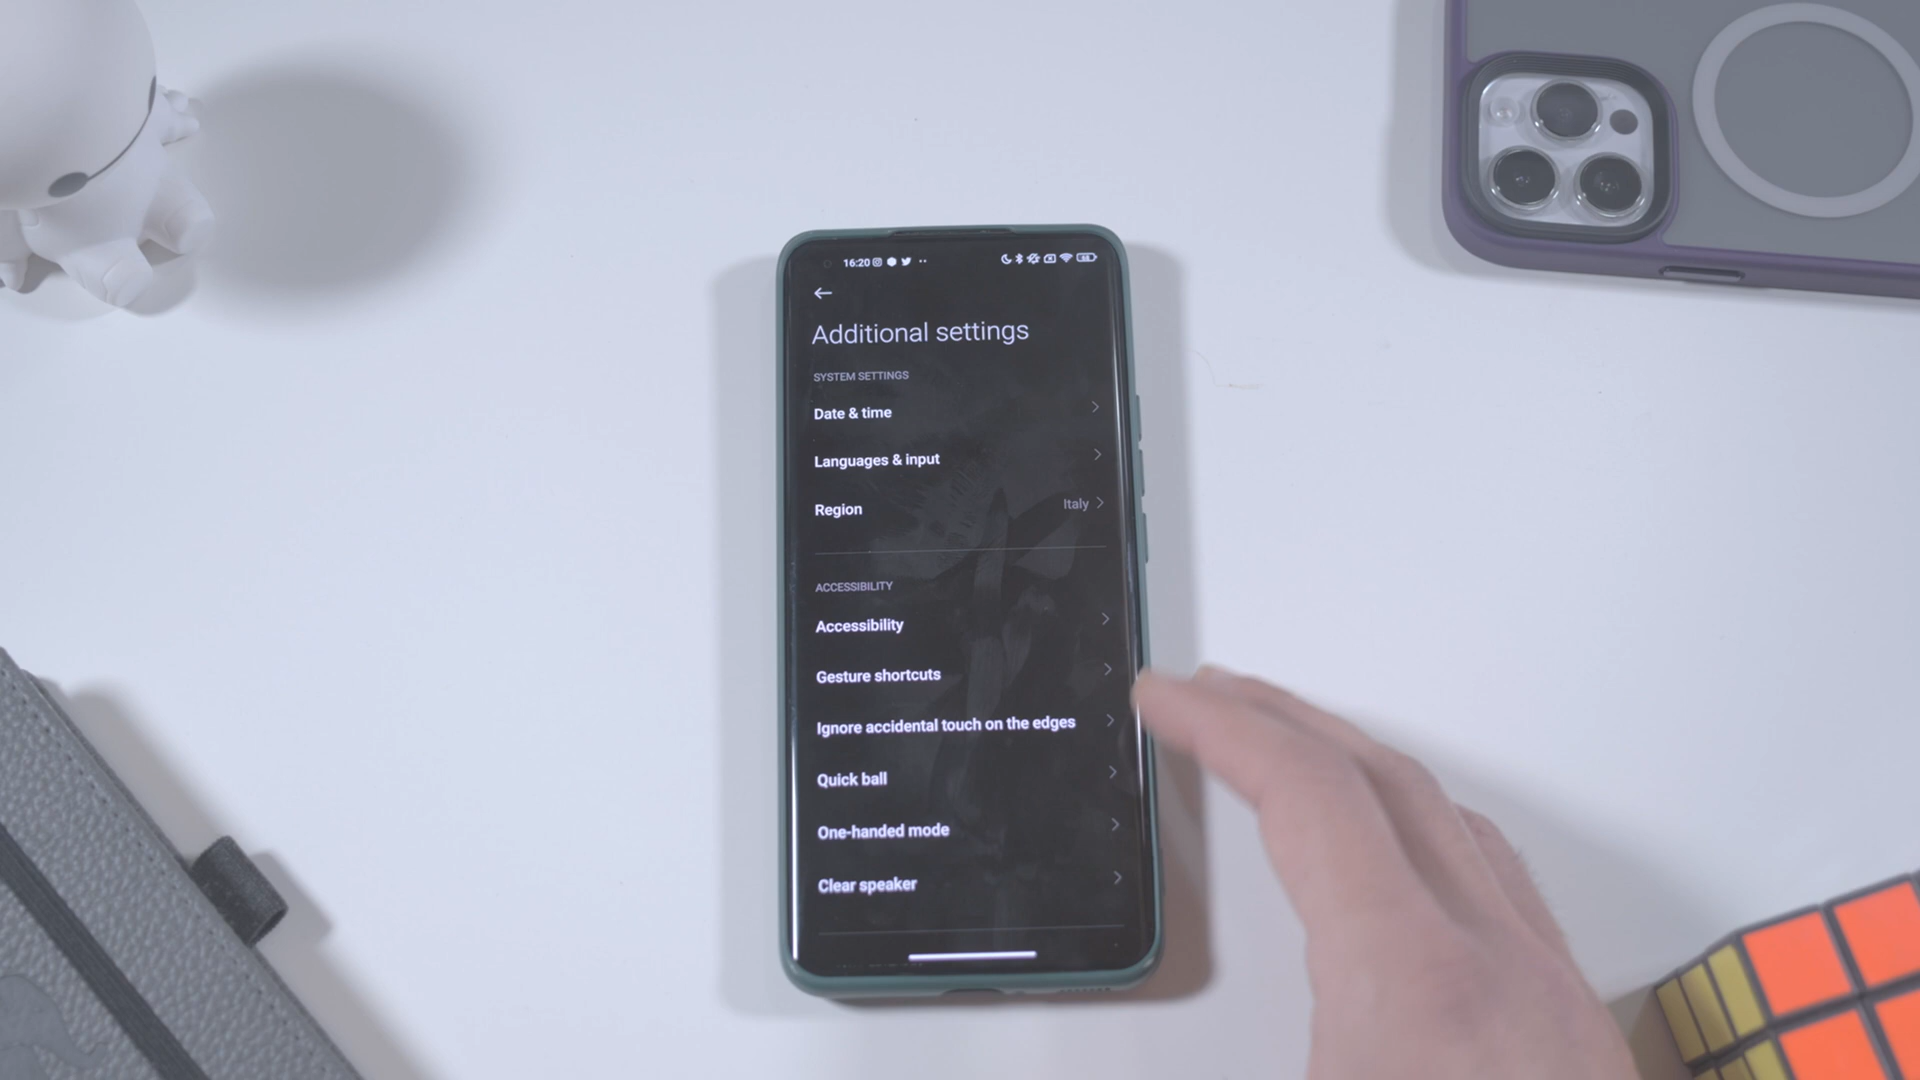 16:20
68
Additional settings
SYSTEM SETTINGS
Date & time
Languages & input
Region
Italy
ACCESSIBILITY
Accessibility
Gesture shortcuts
Ignore accidental touch on the edges
Quick ball
One-handed mode
Clear speaker